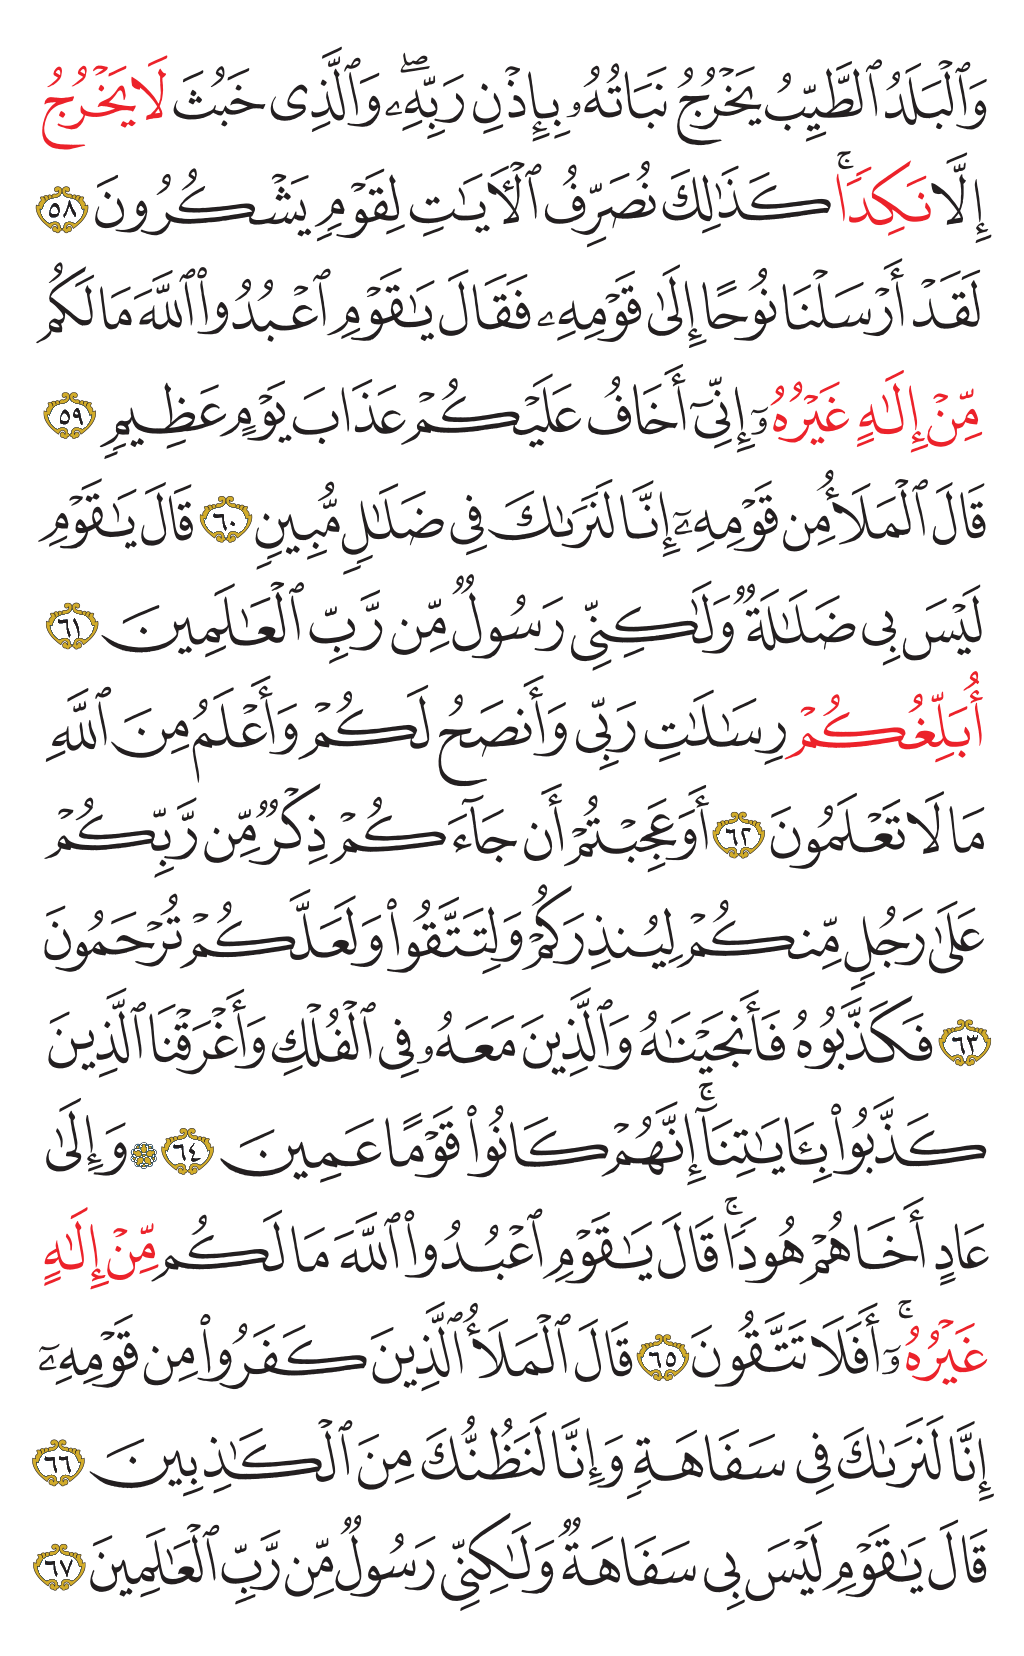 وَٱلْبَلَدُ ٱلطَّيِّبُ يَخْرُجُ نَبَاتُهُۥ بِإِذْنِ رَبِّهِۦۖ وَٱلَّذِى خَبُثَ لَا يَخْرُجُ
إِلَّا نَكِدًاۚ كَذَٰلِكَ نُصَرِّفُ ٱلْءَايَٰتِ لِقَوْمٍ يَشْكُرُونَ ٥٨
لَقَدْ أَرْسَلْنَا نُوحًا إِلَىٰ قَوْمِهِۦ فَقَالَ يَٰقَوْمِ ٱعْبُدُوا۟ ٱللَّهَ مَا لَكُم
مِّنْ إِلَٰهٍ غَيْرُهُۥٓ إِنِّىٓ أَخَافُ عَلَيْكُمْ عَذَابَ يَوْمٍ عَظِيمٍ ٥٩
قَالَ ٱلْمَلَأُ مِن قَوْمِهِۦٓ إِنَّا لَنَرَىٰكَ فِى ضَلَٰلٍ مُّبِينٍ ٦٠ قَالَ يَٰقَوْمِ
لَيْسَ بِى ضَلَٰلَةٌ وَلَٰكِنِّى رَسُولٌ مِّن رَّبِّ ٱلْعَٰلَمِينَ ٦١
أُبَلِّغُكُمْ رِسَٰلَٰتِ رَبِّى وَأَنصَحُ لَكُمْ وَأَعْلَمُ مِنَ ٱللَّهِ
مَا لَا تَعْلَمُونَ ٦٢ أَوَعَجِبْتُمْ أَن جَآءَكُمْ ذِكْرٌ مِّن رَّبِّكُمْ
عَلَىٰ رَجُلٍ مِّنكُمْ لِيُنذِرَكُمْ وَلِتَتَّقُوا۟ وَلَعَلَّكُمْ تُرْحَمُونَ
٦٣ فَكَذَّبُوهُ فَأَنجَيْنَٰهُ وَٱلَّذِينَ مَعَهُۥ فِى ٱلْفُلْكِ وَأَغْرَقْنَا ٱلَّذِينَ
كَذَّبُوا۟ بِـَٔايَٰتِنَآۚ إِنَّهُمْ كَانُوا۟ قَوْمًا عَمِينَ ٦٤ ۞ وَإِلَىٰ
عَادٍ أَخَاهُمْ هُودًاۚ قَالَ يَٰقَوْمِ ٱعْبُدُوا۟ ٱللَّهَ مَا لَكُم مِّنْ إِلَٰهٍ
غَيْرُهُۥٓۚ أَفَلَا تَتَّقُونَ ٦٥ قَالَ ٱلْمَلَأُ ٱلَّذِينَ كَفَرُوا۟ مِن قَوْمِهِۦٓ
إِنَّا لَنَرَىٰكَ فِى سَفَاهَةٍ وَإِنَّا لَنَظُنُّكَ مِنَ ٱلْكَٰذِبِينَ ٦٦
قَالَ يَٰقَوْمِ لَيْسَ بِى سَفَاهَةٌ وَلَٰكِنِّى رَسُولٌ مِّن رَّبِّ ٱلْعَٰلَمِينَ ٦٧